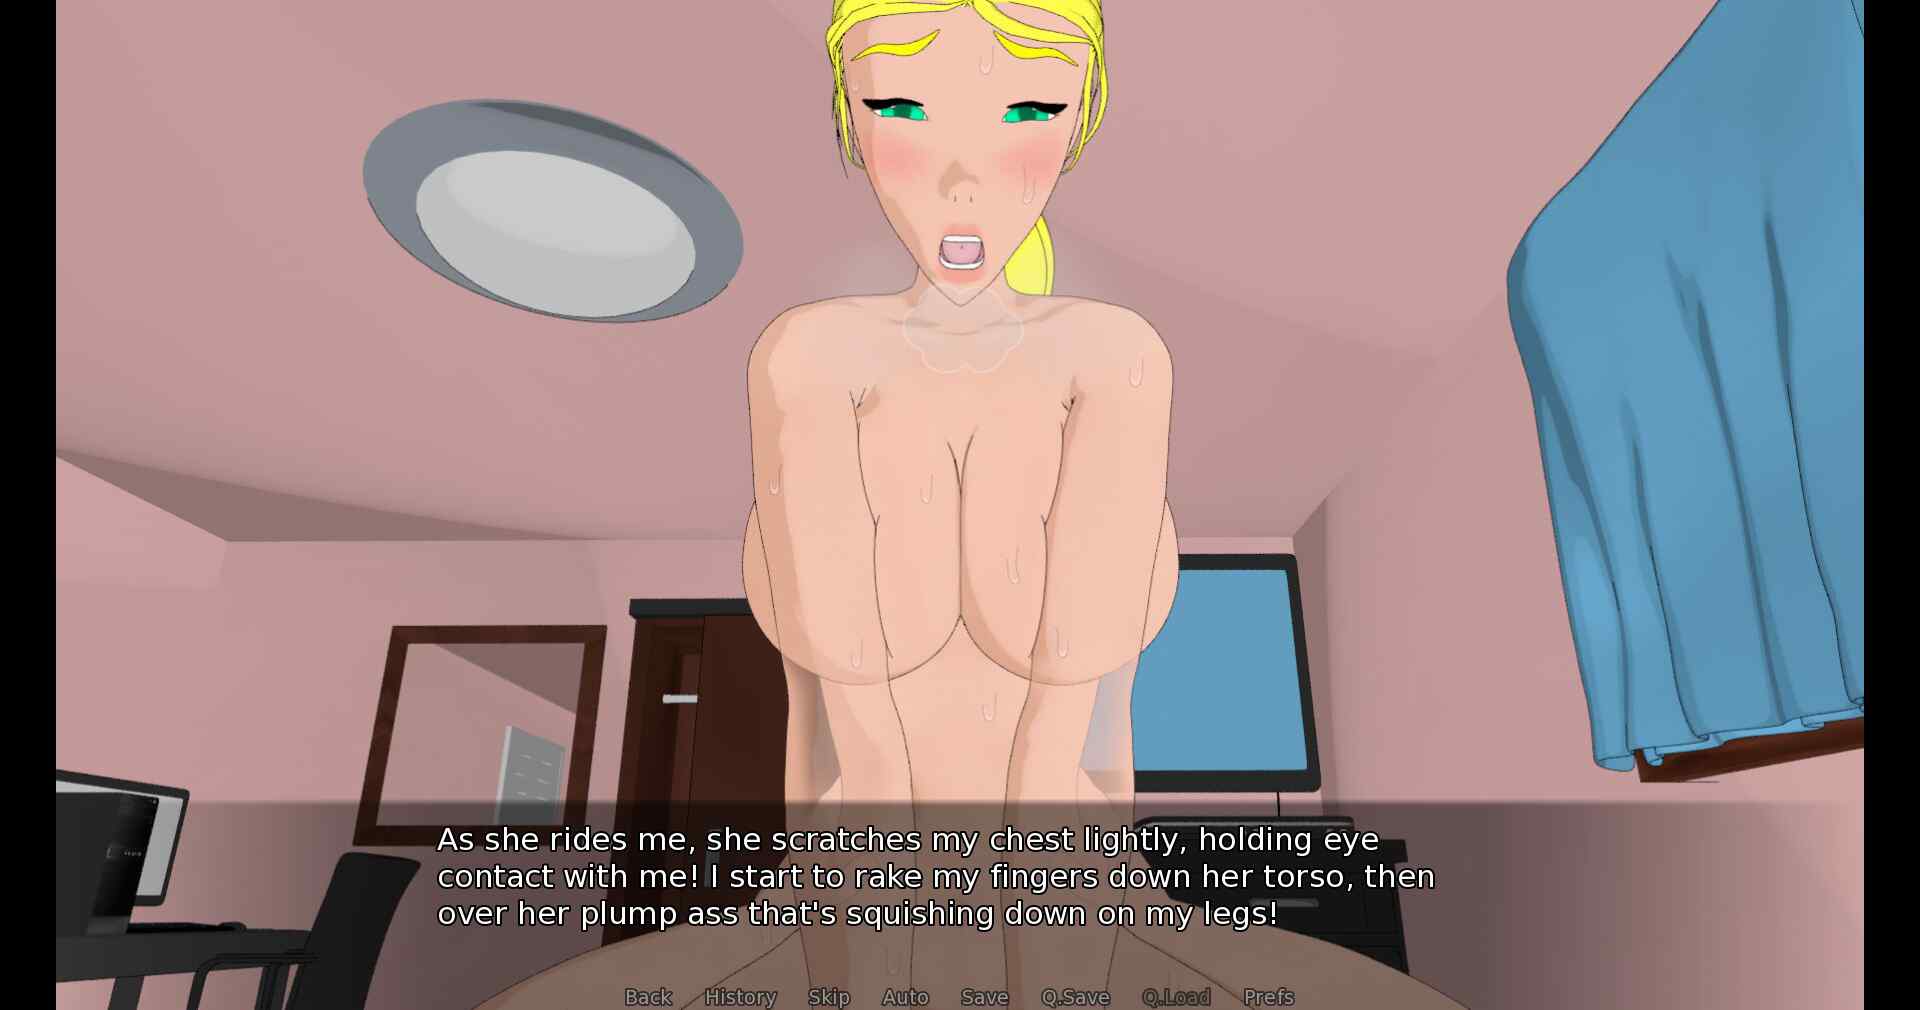 As she rides me, she scratches my chest lightly, holding eye
contact with me! I start to rake my fingers down her torso, then
over her plump ass that's squishing down on my legs!
Back History Skip Auto Save Q.Save Q.Load Prefs